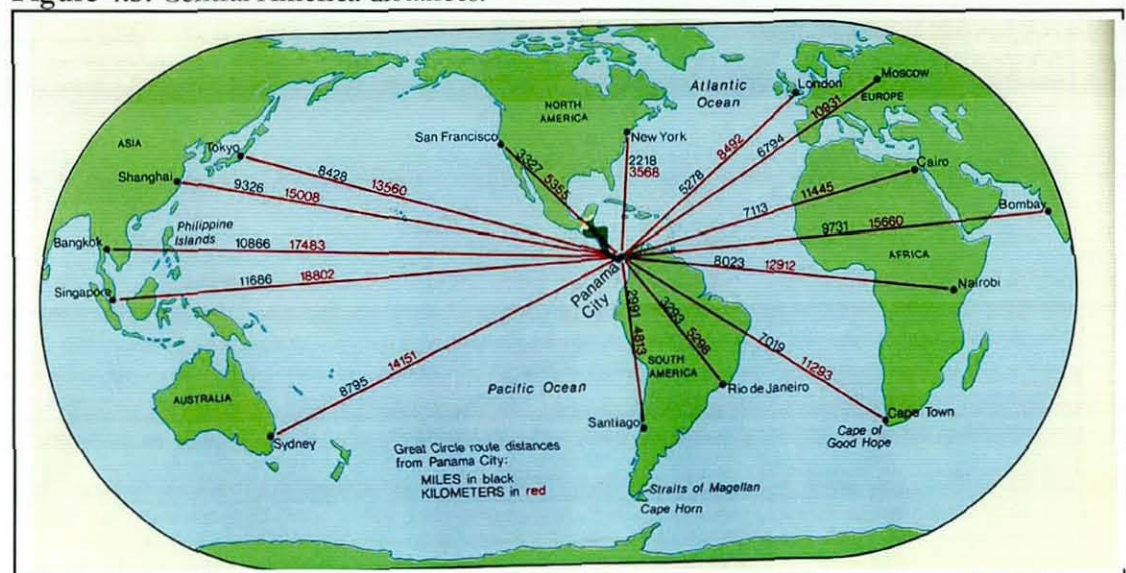 Figure 4.5. Central America distances.
Atlantic
Ocean
London
Moscow
EUROPE
NORTH
AMERICA
ASIA
San Francisco
New York
Tokyo
Cairo
Shanghai
Bombay
Philippine
Islands
Bangkok
Singapore
AFRICA
Nairobi
Panama
City
SOUTH
AMERICA
Pacific Ocean
AUSTRALIA
Rio de Janeiro
Santiago
Cape Town
Cape of
Good Hope
Sydney
Great Circle route distances
from Panama City:
MILES in black
KILOMETERS in red
Straits of Magellan
Cape Horn
3327 5355
2218
3568
5278 8492
6794 10931
8428 13560
9326 15008
7113 11445
9731 15660
10866 17483
8023 12912
11686 18802
2991 4813
3293 5298
7019 11293
8795 14151